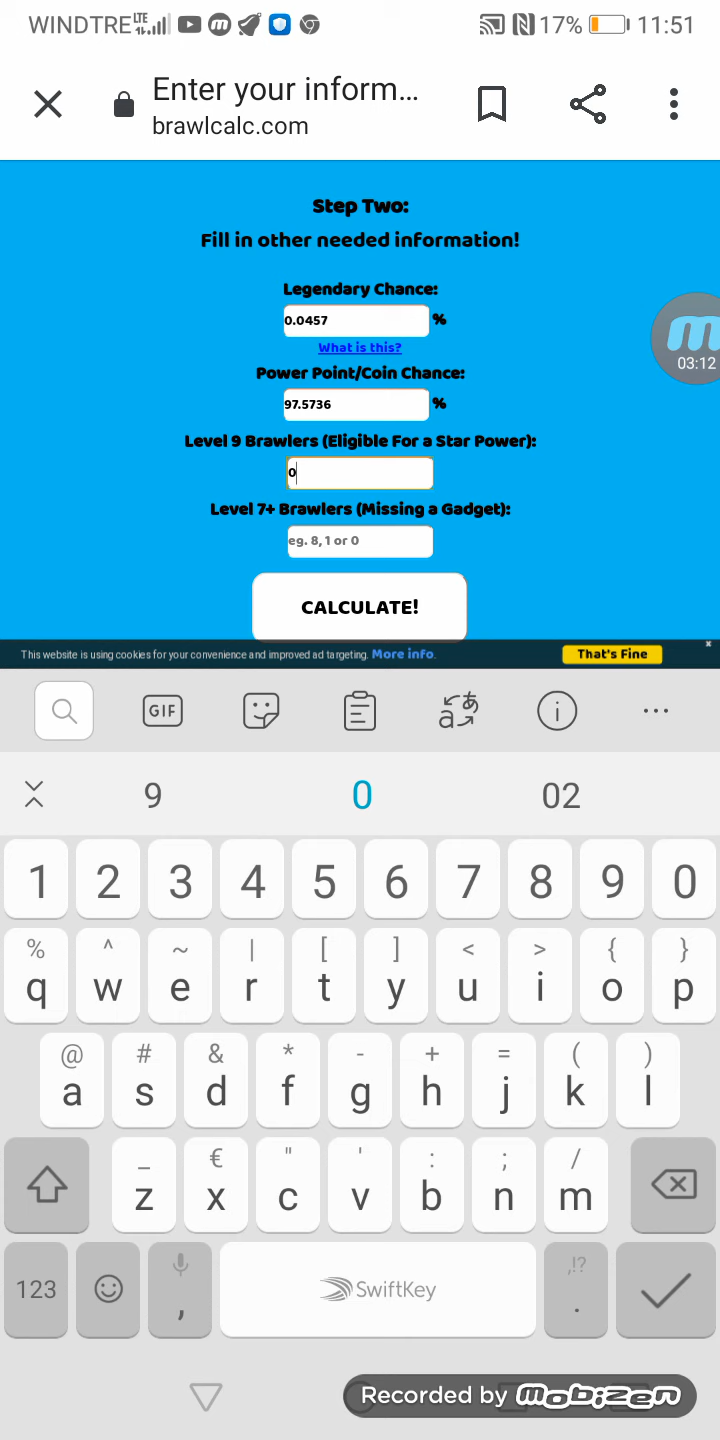 WINDTRE LTE 17% 11:51
Enter your inform...
brawlcalc.com
Step Two:
Fill in other needed information!
Legendary Chance:
0.0457 %
What is this?
03:12
Power Point/Coin Chance:
97.5736 %
Level 9 Brawlers (Eligible For a Star Power):
0
Level 7+ Brawlers (Missing a Gadget):
eg. 8, 1 or 0
CALCULATE!
This website is using cookies for your convenience and improved ad targeting. More info. That's Fine x
GIF a あ i ...
9 0 02
1 2 3 4 5 6 7 8 9 0
% ^ ~ | [ ] < > { }
q w e r t y u i o p
@ # & * - + = ( )
a s d f g h j k l
_ € " ' : ; /
z x c v b n m
,!?
123 , SwiftKey .
Recorded by mobizen